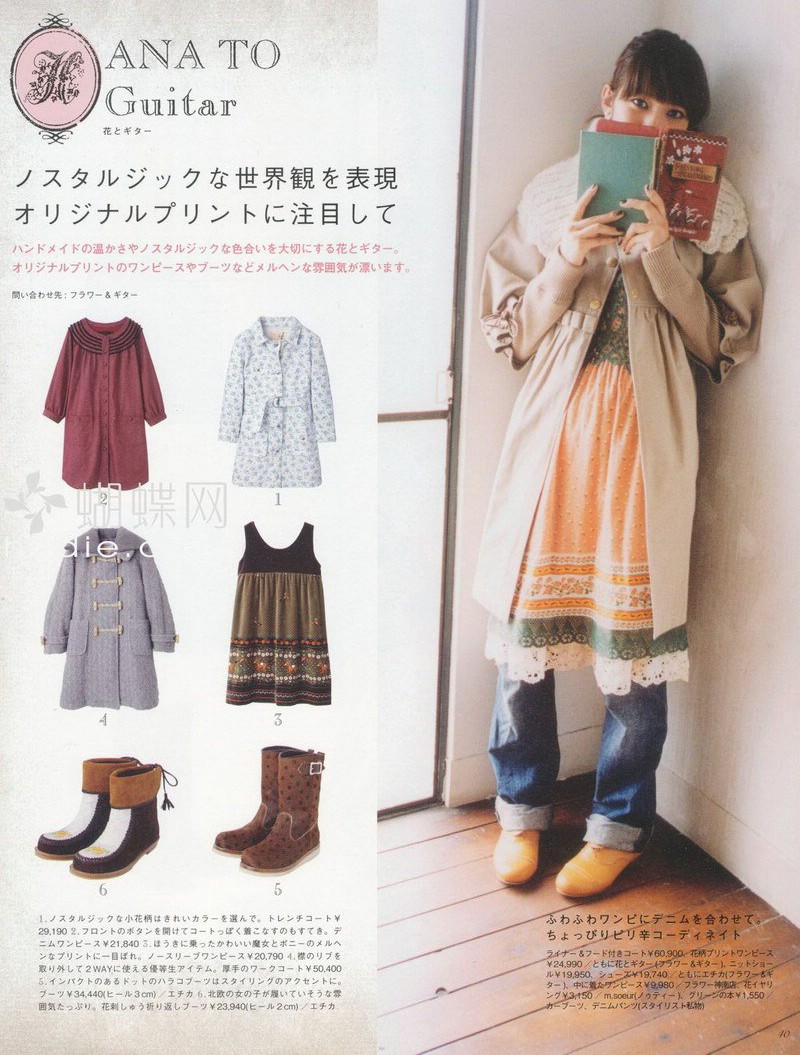 HANA TO
Guitar
花とギター
ノスタルジックな世界観を表現
オリジナルプリントに注目して
ハンドメイドの温かさやノスタルジックな色合いを大切にする花とギター。
オリジナルプリントのワンピースやブーツなどメルヘンな雰囲気が漂います。
問い合わせ先：フラワー&ギター
2
1
蝴蝶网
4
3
6
5
1.ノスタルジックな小花柄はきれいカラーを選んで。トレンチコート¥
29,190 2.フロントのボタンを開けてコートっぽく着こなすのもすてき。デ
ニムワンピース¥21,840 3.ほうきに乗ったかわいい魔女とポニーのメルヘ
ンなプリントに一目ぼれ。ノースリーブワンピース¥20,790 4.襟のリブを
取り外して2WAYに使える優等生アイテム。厚手のワークコート¥50,400
5.インパクトのあるドットのハラコブーツはスタイリングのアクセントに。
ブーツ¥34,440(ヒール3cm)／エチカ 6.北欧の女の子が履いていそうな雰
囲気たっぷり。花刺しゅう折り返しブーツ¥23,940(ヒール2cm)／エチカ
ふわふわワンピにデニムを合わせて。
ちょっぴりピリ辛コーディネイト
ライナー&フード付きコート¥60,900、花柄プリントワンピース
¥24,990／ともに花とギター(フラワー&ギター)、ニットショー
ル¥19,950、シューズ¥19,740／ともにエチカ(フラワー&ギ
ター)、中に着たワンピース¥9,980／フラワー神南店、花イヤリ
ング¥3,150／m.soeur(ノゥティー)、グリーンの本¥1,550／
カーブーツ、デニムパンツ(スタイリスト私物)
40